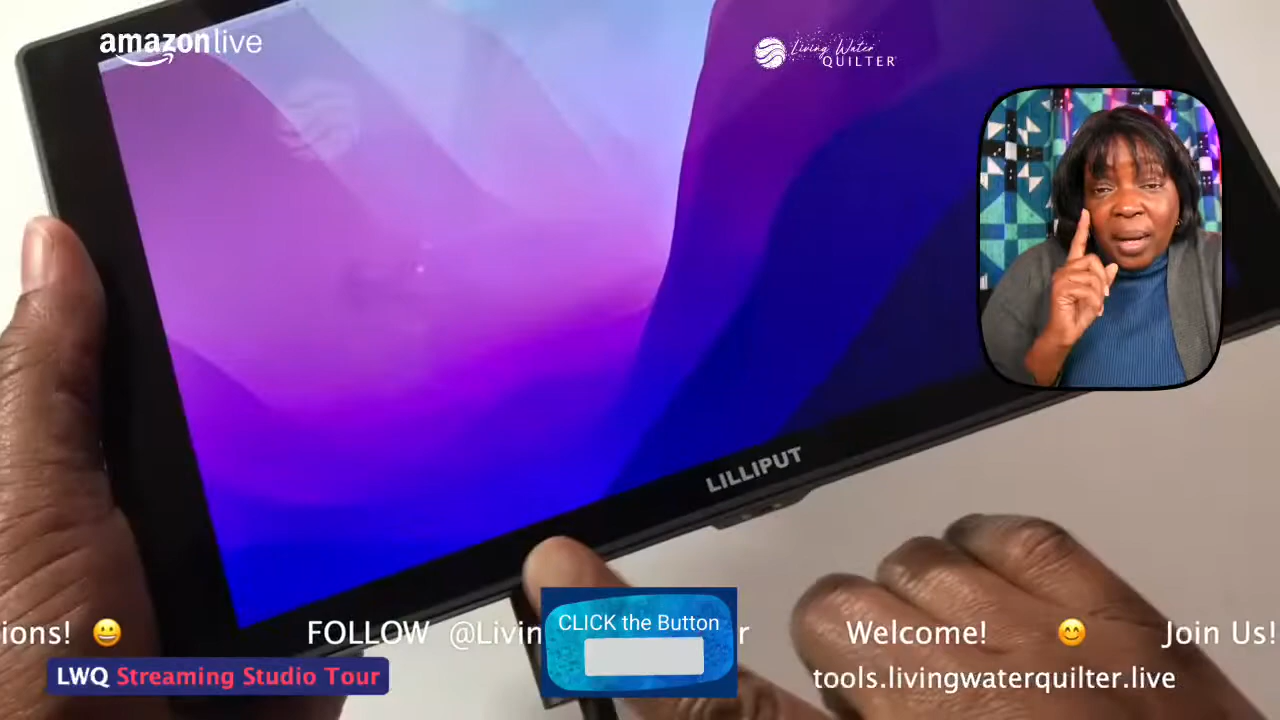 amazon live
Living Water
QUILTER
LILLIPUT
CLICK the Button
ions! 😀 FOLLOW @Livin r Welcome! 😊 Join Us!
LWQ Streaming Studio Tour
tools.livingwaterquilter.live